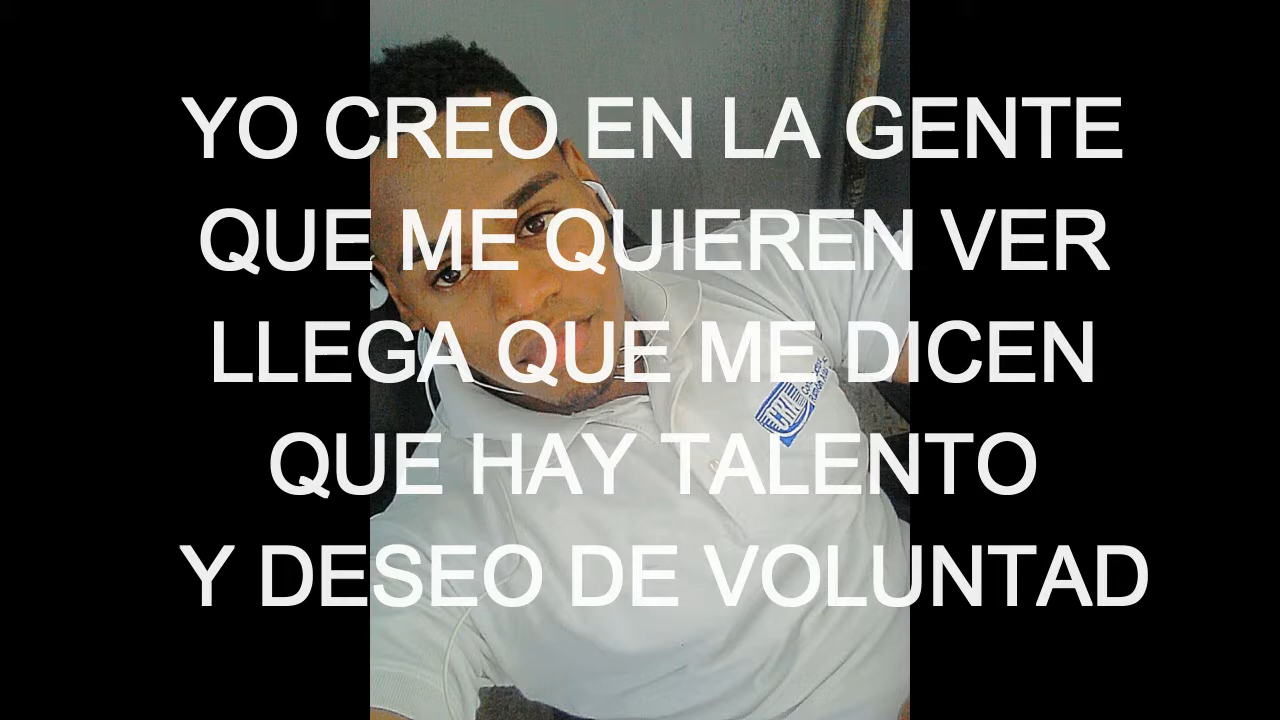 YO CREO EN LA GENTE
QUE ME QUIEREN VER
LLEGA QUE ME DICEN
QUE HAY TALENTO
Y DESEO DE VOLUNTAD
CRA